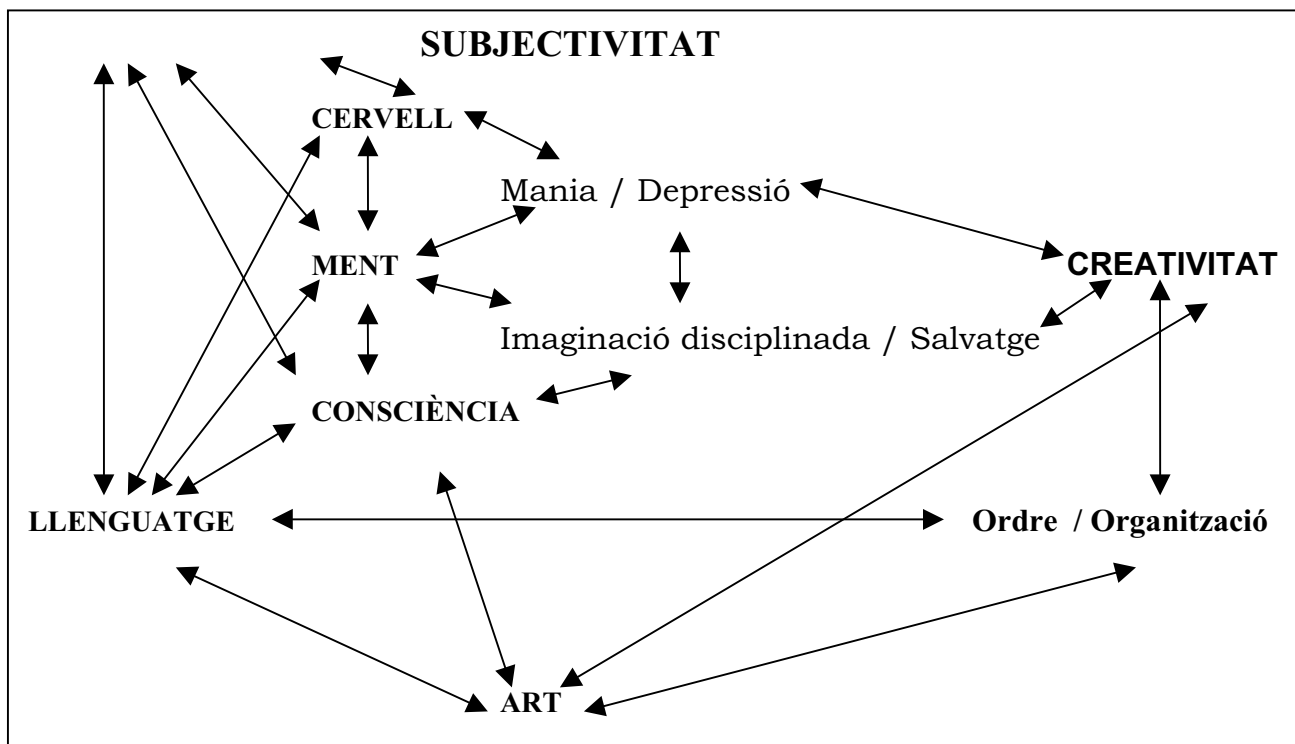 SUBJECTIVITAT
CERVELL
Mania / Depressió
MENT
CREATIVITAT
Imaginació disciplinada / Salvatge
CONSCIÈNCIA
LLENGUATGE
Ordre / Organització
ART